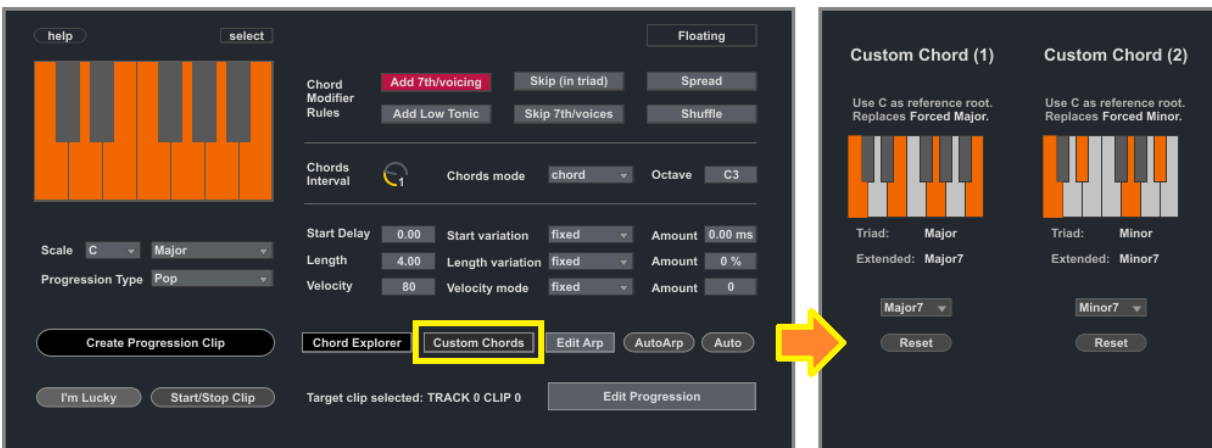 help
select
Floating
Chord
Modifier
Rules
Add 7th/voicing
Skip (in triad)
Spread
Add Low Tonic
Skip 7th/voices
Shuffle
Chords
Interval
1
Chords mode
chord
Octave
C3
Scale
C
Major
Progression Type
Pop
Start Delay
0.00
Start variation
fixed
Amount
0.00 ms
Length
4.00
Length variation
fixed
Amount
0 %
Velocity
80
Velocity mode
fixed
Amount
0
Create Progression Clip
Chord Explorer
Custom Chords
Edit Arp
AutoArp
Auto
I'm Lucky
Start/Stop Clip
Target clip selected: TRACK 0 CLIP 0
Edit Progression
Custom Chord (1)
Use C as reference root.
Replaces Forced Major.
Triad: Major
Extended: Major7
Major7
Reset
Custom Chord (2)
Use C as reference root.
Replaces Forced Minor.
Triad: Minor
Extended: Minor7
Minor7
Reset